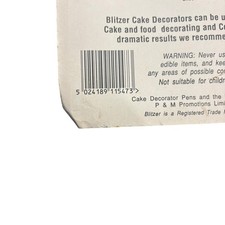 Blitzer Cake Decorators can be u
Cake and food decorating and C
dramatic results we recomme
WARNING: Never us
edible items, and keep
any areas of possible co
Not suitable for childr
5 024189 115473 >
Cake Decorator Pens and the
P & M Promotions Limi
Blitzer is a Registered Trade